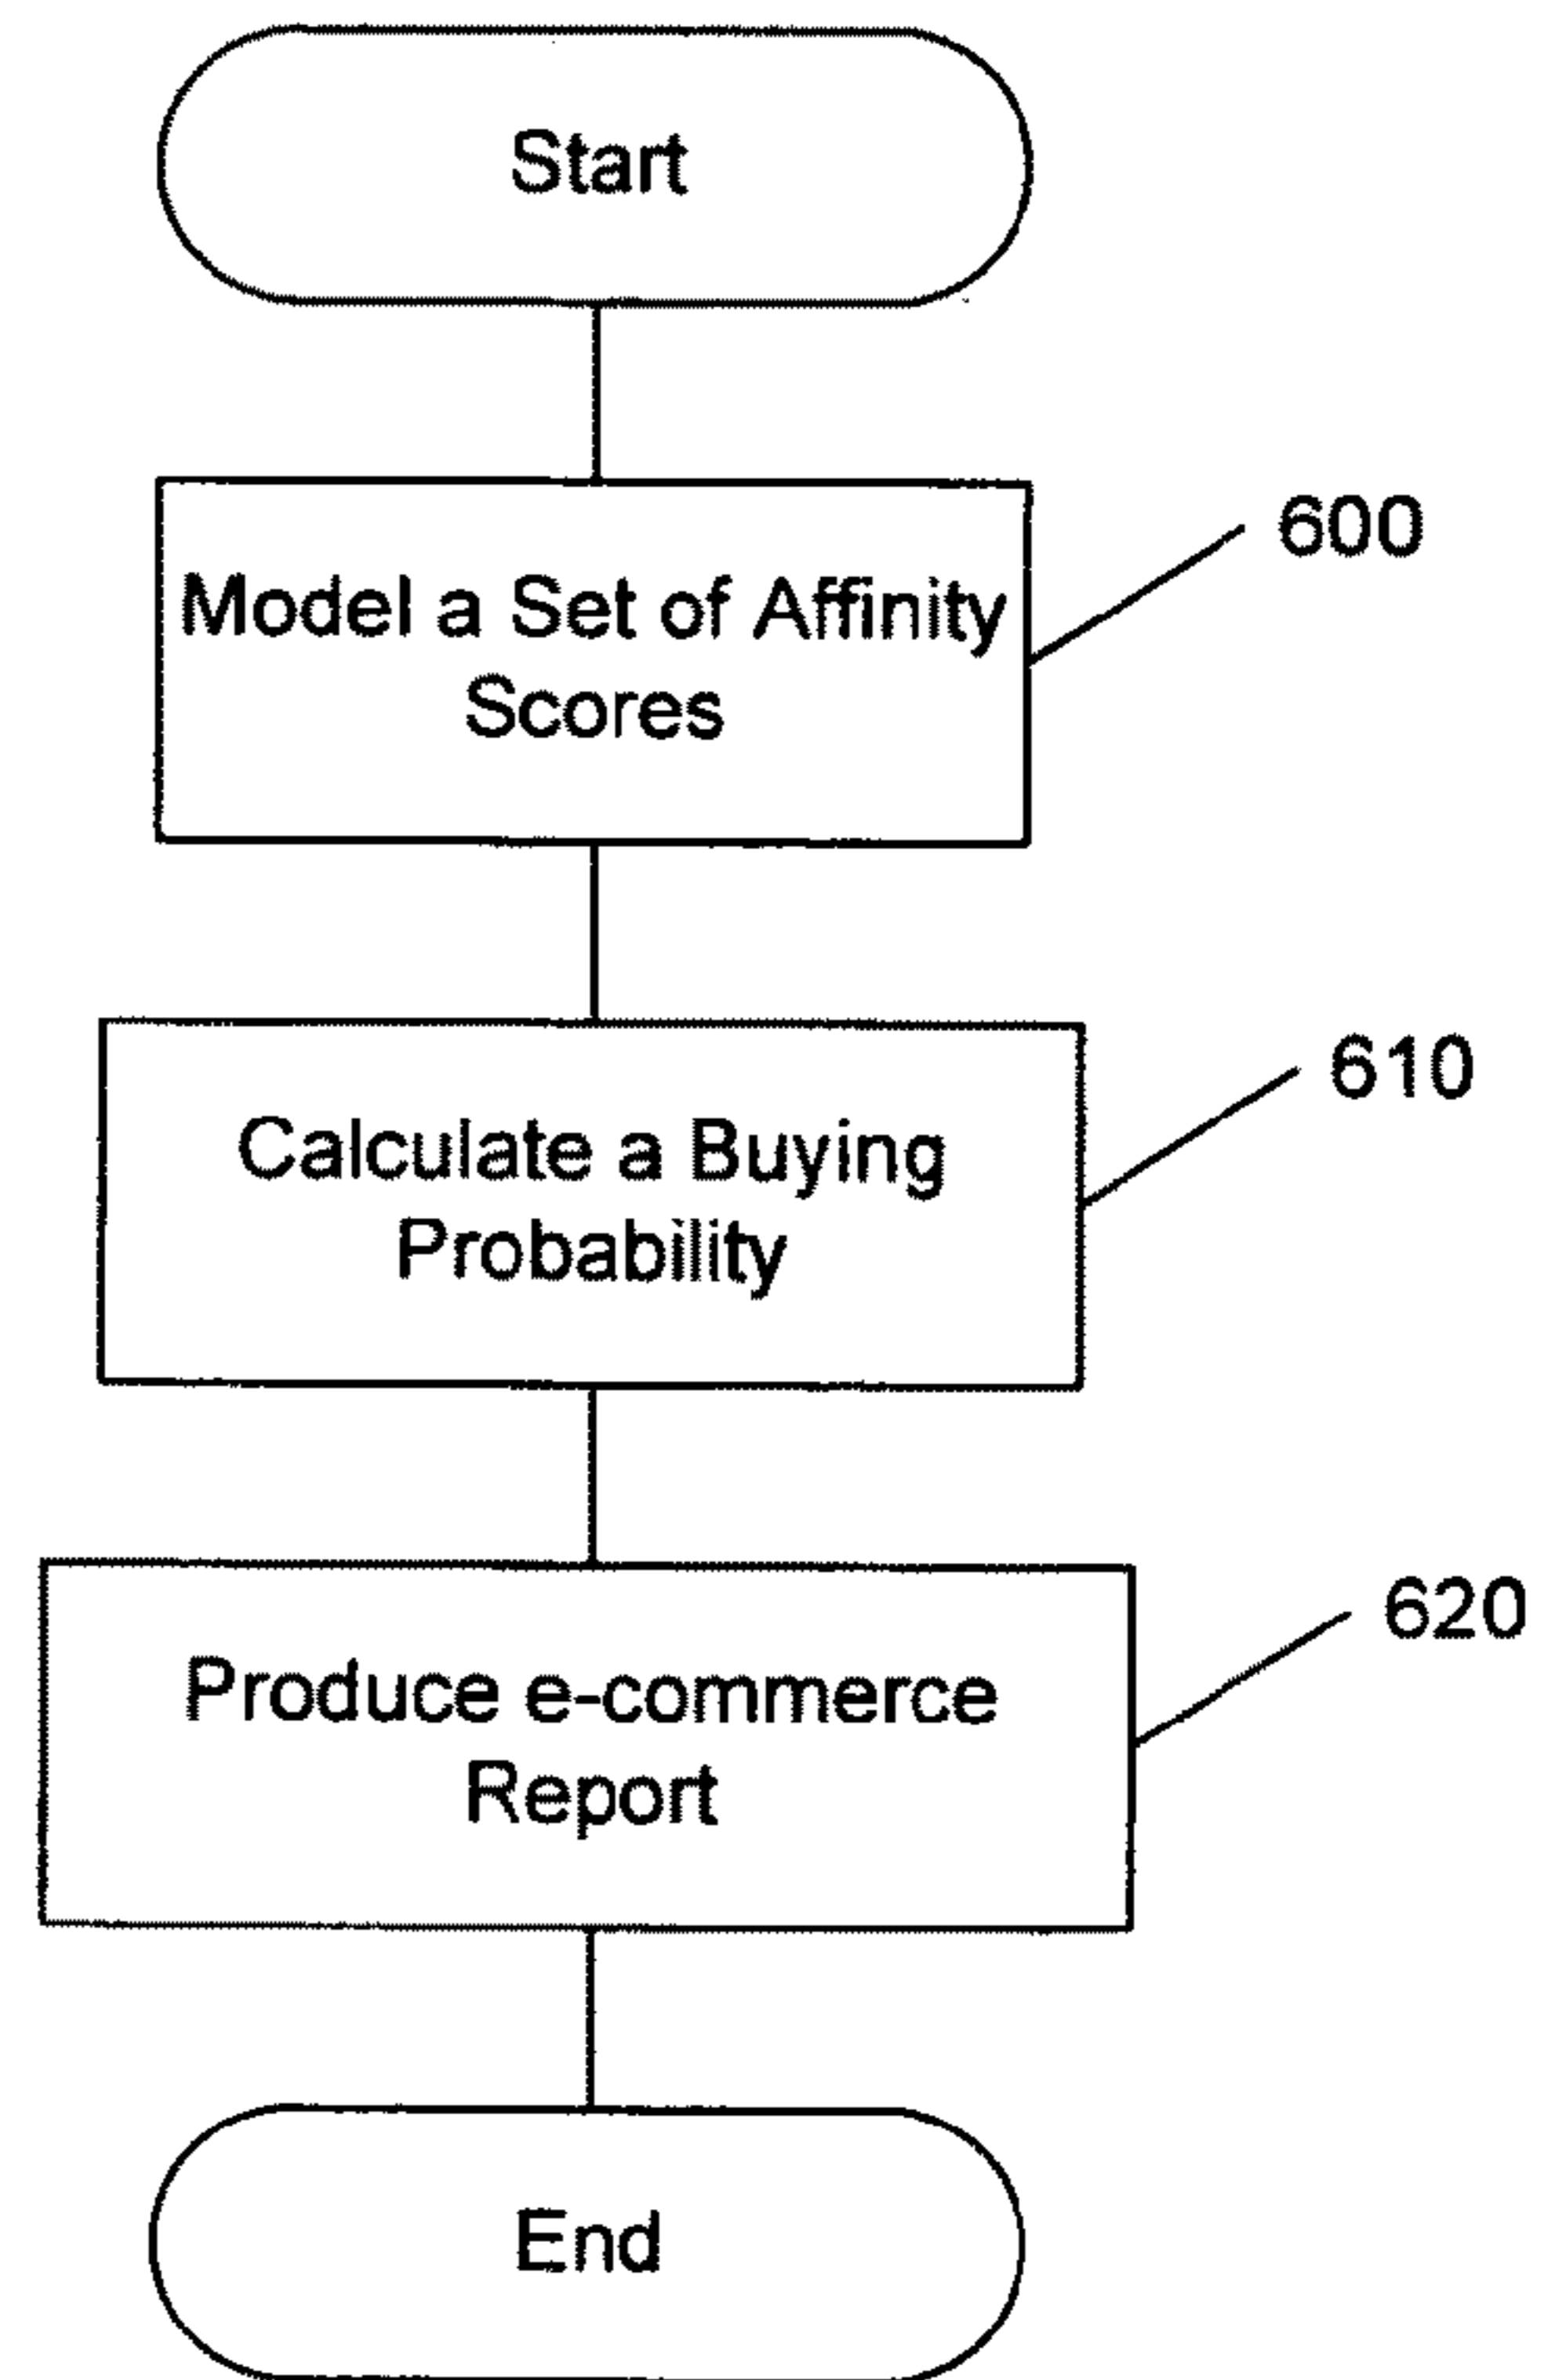 Start
600
Model a Set of Affinity
Scores
610
Calculate a Buying
Probability
620
Produce e-commerce
Report
End